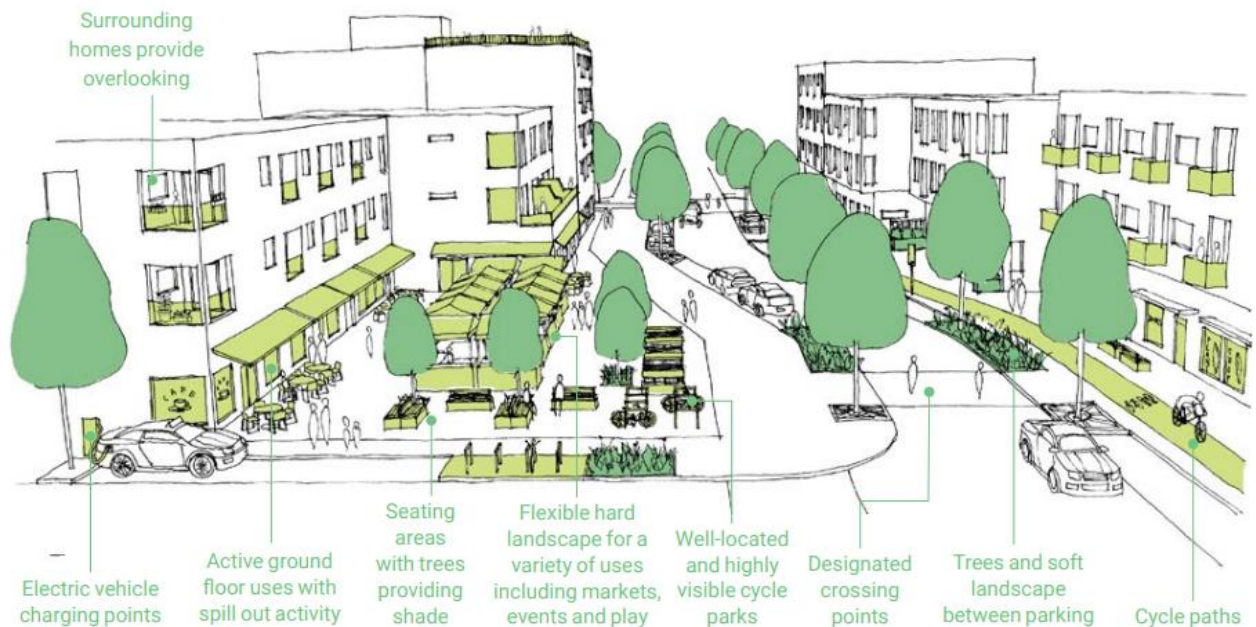 Surrounding
homes provide
overlooking
CAFE
Electric vehicle
charging points
Active ground
floor uses with
spill out activity
Seating
areas
with trees
providing
shade
Flexible hard
landscape for a
variety of uses
including markets,
events and play
Well-located
and highly
visible cycle
parks
Designated
crossing
points
Trees and soft
landscape
between parking
Cycle paths